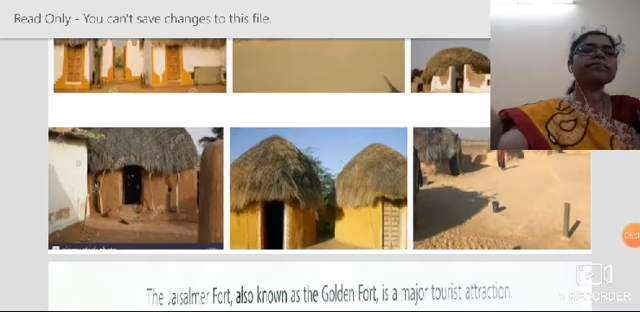 Read Only - You can't save changes to this file.
The Jaisalmer Fort, also known as the Golden Fort, is a major tourist attraction.